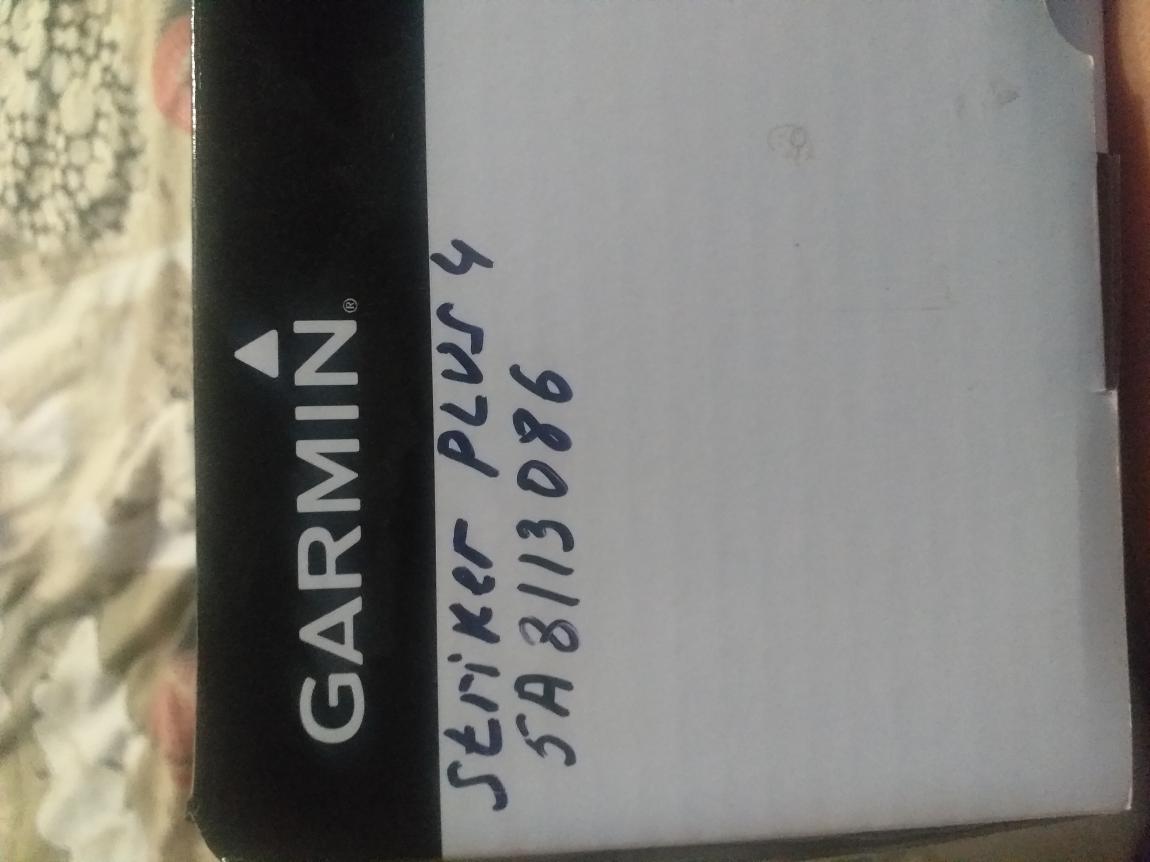 GARMIN®
Striker PLUS 4
5A8113086